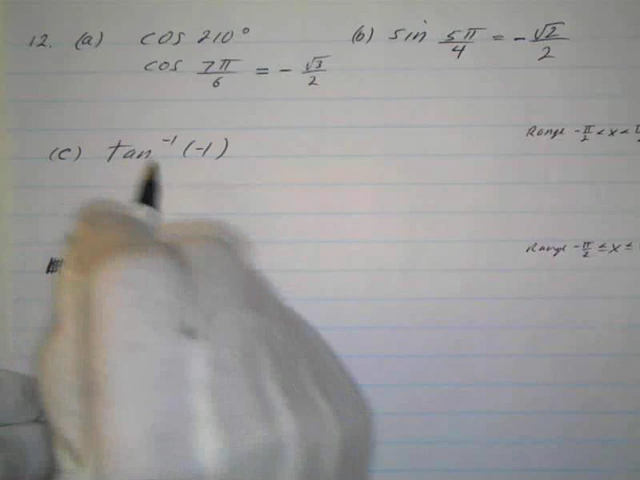 12. (a) cos 210° (b) sin 5π/4 = -√2/2
cos 7π/6 = -√3/2
Range -π/2 < x <
(c) tan⁻¹(-1)
Range -π/2 ≤ x ≤